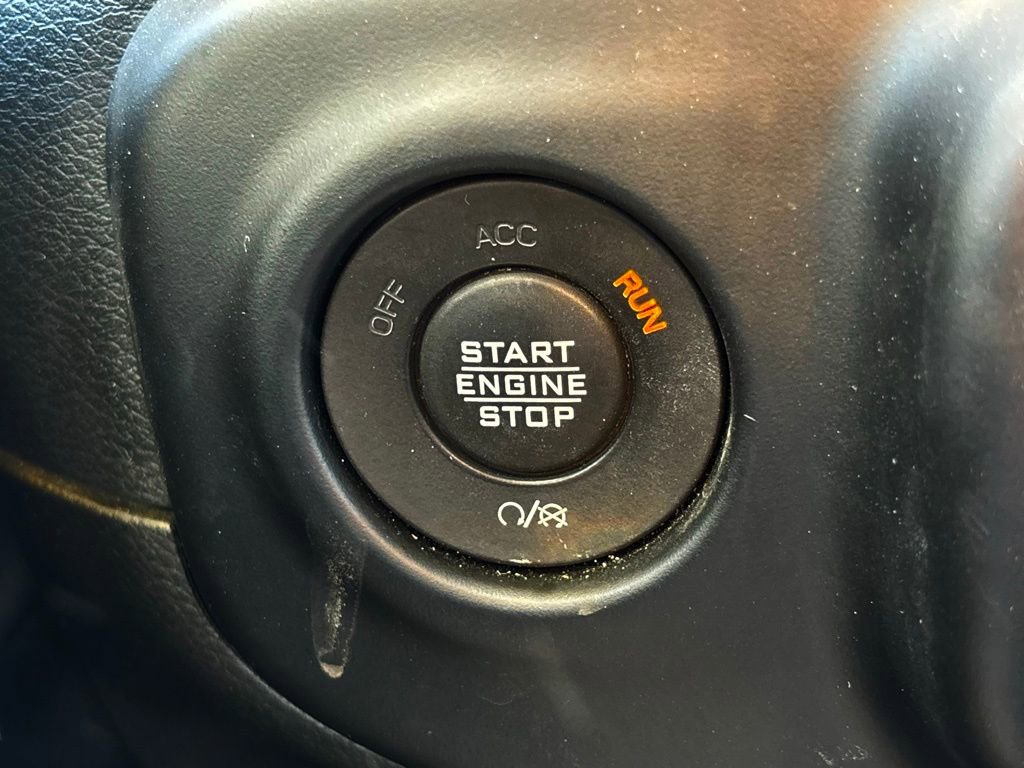 ACC
OFF
RUN
START
ENGINE
STOP